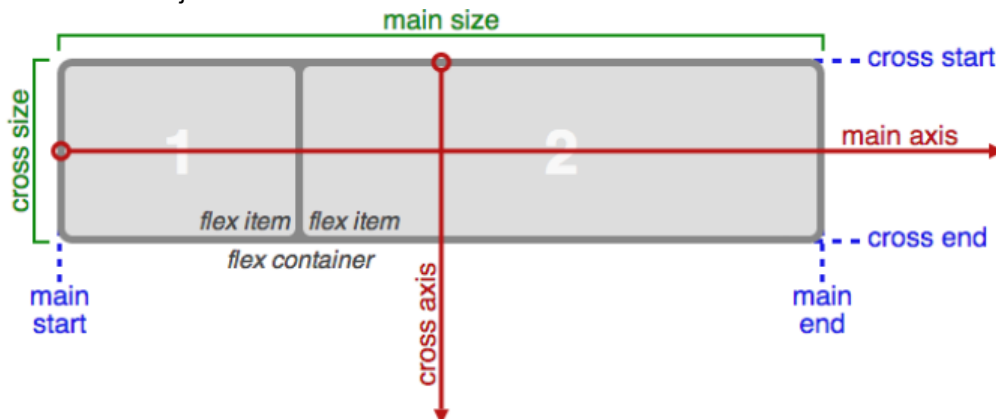 main size
cross start
cross size
1
2
main axis
flex item
flex item
cross end
flex container
cross axis
main
start
main
end